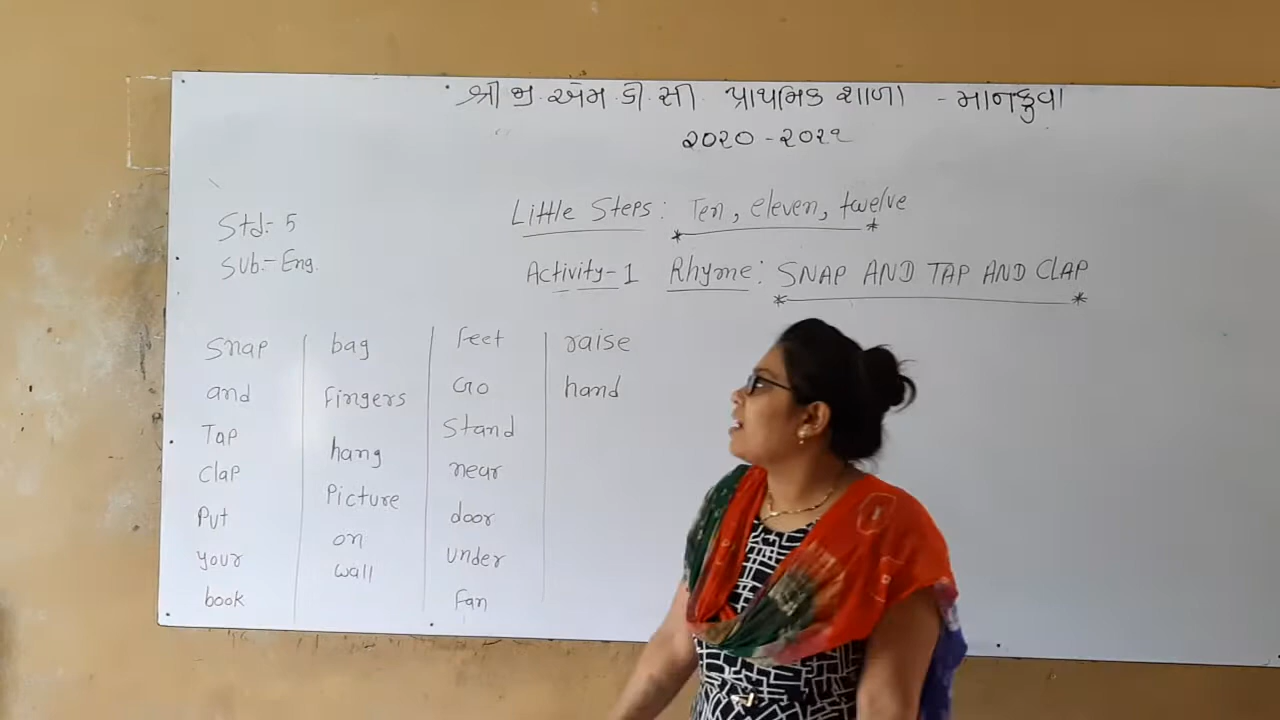 શ્રી જી. એમ. ડી. સી. પ્રાથમિક શાળા - માનકુવા
૨૦૨૦ - ૨૦૨૧
Std:- 5
Sub:- Eng.
Little Steps: Ten, eleven, twelve
Activity-1 Rhyme: SNAP AND TAP AND CLAP
Snap
and
Tap
Clap
Put
your
book
bag
Fingers
hang
Picture
on
wall
Feet
Go
Stand
near
door
under
Fan
raise
hand